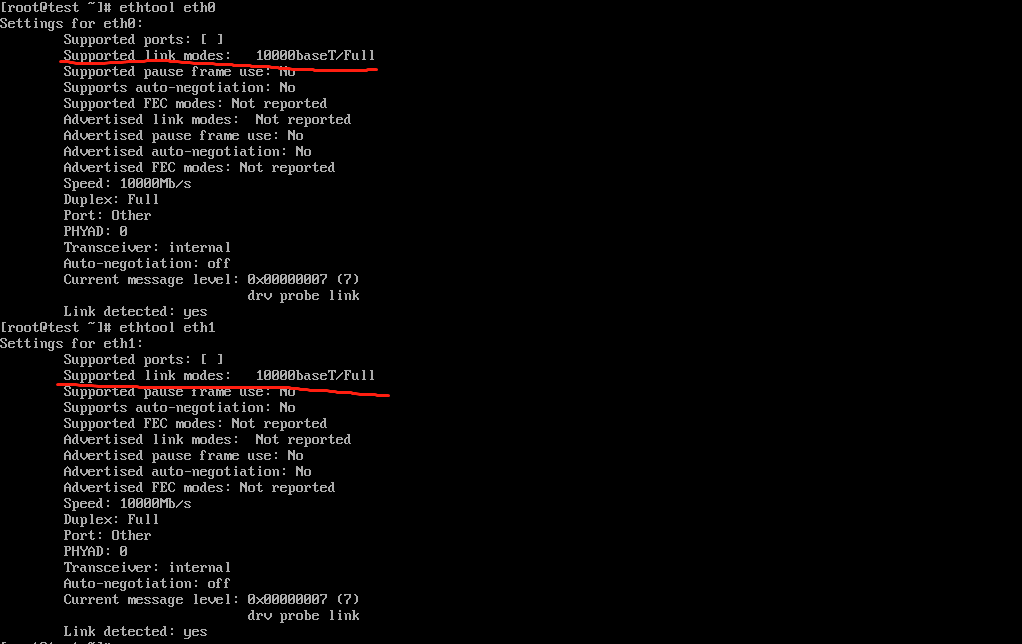 [root@test ~]# ethtool eth0
Settings for eth0:
Supported ports: [ ]
Supported link modes:   10000baseT/Full
Supported pause frame use: No
Supports auto-negotiation: No
Supported FEC modes: Not reported
Advertised link modes:  Not reported
Advertised pause frame use: No
Advertised auto-negotiation: No
Advertised FEC modes: Not reported
Speed: 10000Mb/s
Duplex: Full
Port: Other
PHYAD: 0
Transceiver: internal
Auto-negotiation: off
Current message level: 0x00000007 (7)
drv probe link
Link detected: yes
[root@test ~]# ethtool eth1
Settings for eth1:
Supported ports: [ ]
Supported link modes:   10000baseT/Full
Supported pause frame use: No
Supports auto-negotiation: No
Supported FEC modes: Not reported
Advertised link modes:  Not reported
Advertised pause frame use: No
Advertised auto-negotiation: No
Advertised FEC modes: Not reported
Speed: 10000Mb/s
Duplex: Full
Port: Other
PHYAD: 0
Transceiver: internal
Auto-negotiation: off
Current message level: 0x00000007 (7)
drv probe link
Link detected: yes